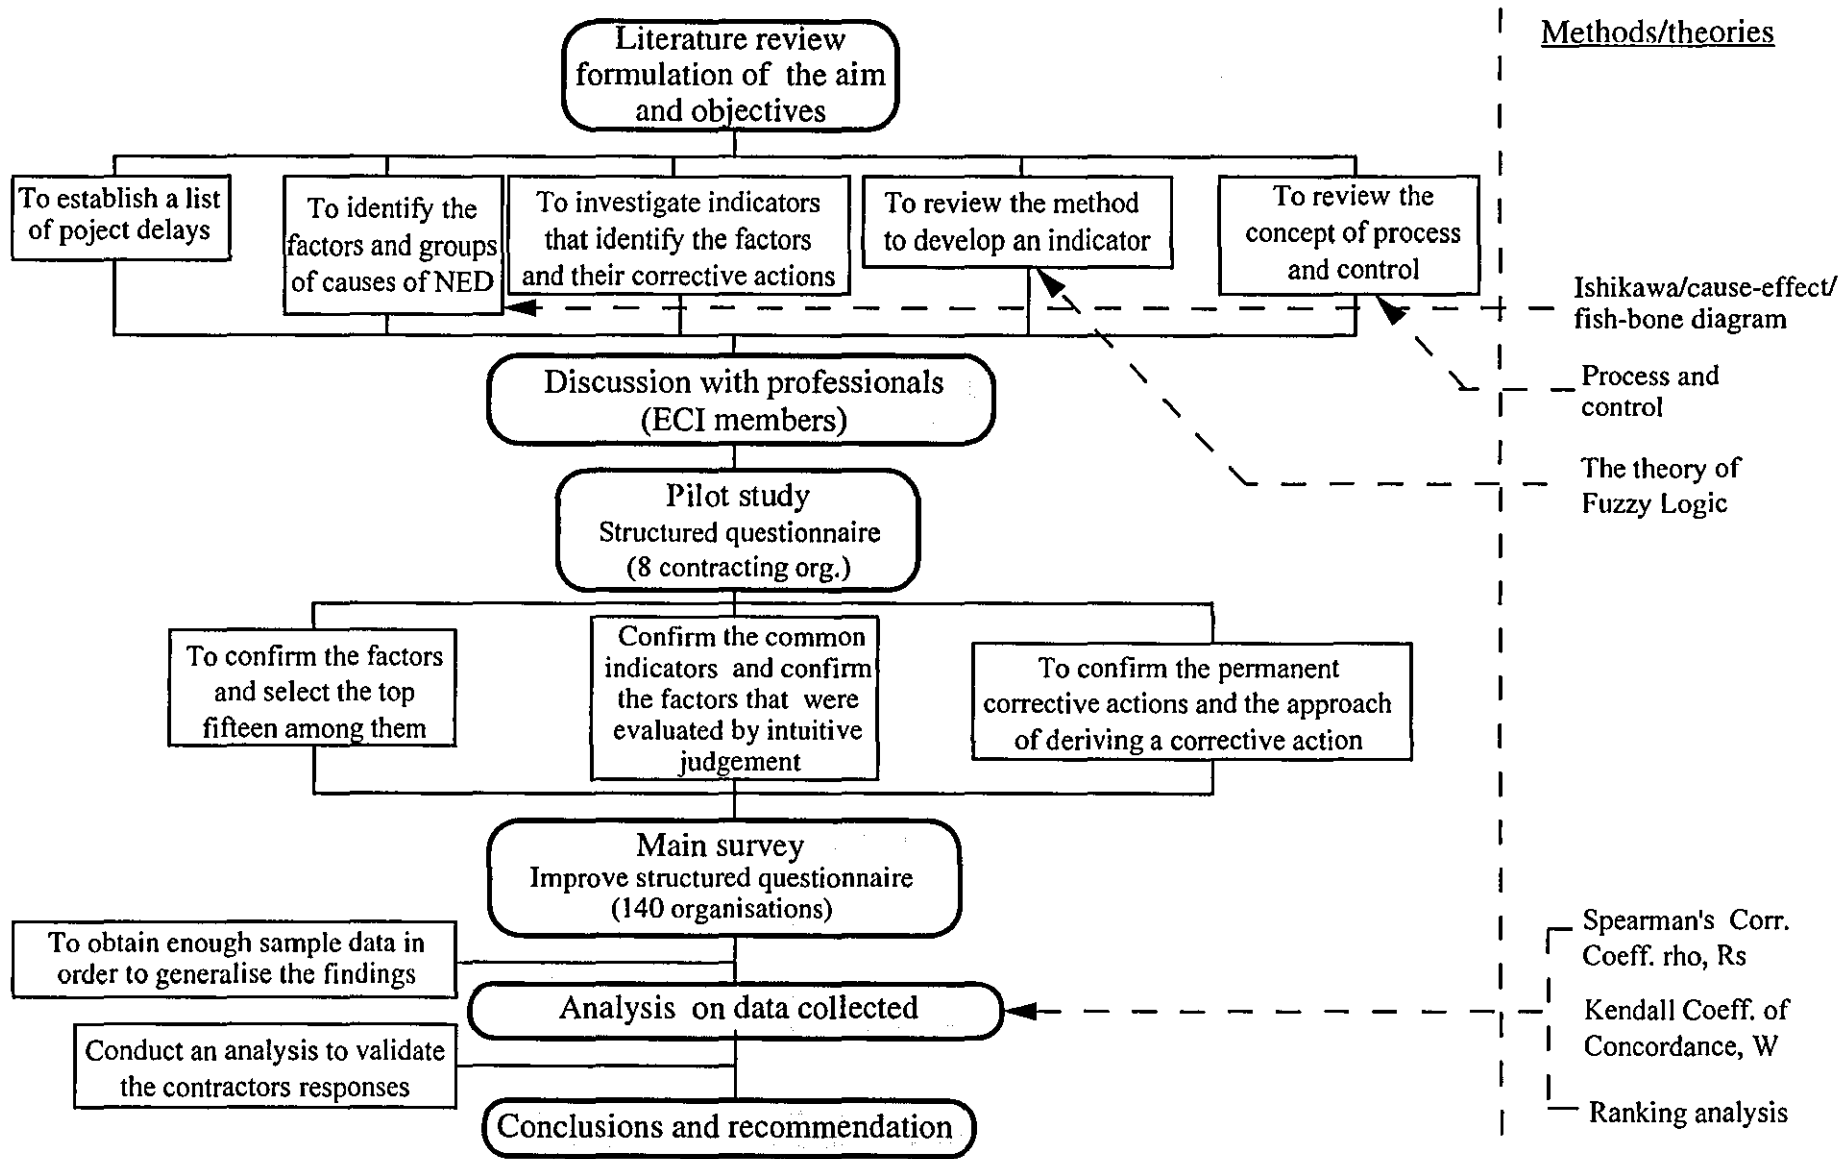 Methods/theories
Literature review
formulation of the aim
and objectives
To establish a list
of poject delays
To identify the
factors and groups
of causes of NED
To investigate indicators
that identify the factors
and their corrective actions
To review the method
to develop an indicator
To review the
concept of process
and control
Ishikawa/cause-effect/
fish-bone diagram
Process and
control
The theory of
Fuzzy Logic
Discussion with professionals
(ECI members)
Pilot study
Structured questionnaire
(8 contracting org.)
To confirm the factors
and select the top
fifteen among them
Confirm the common
indicators and confirm
the factors that were
evaluated by intuitive
judgement
To confirm the permanent
corrective actions and the approach
of deriving a corrective action
Main survey
Improve structured questionnaire
(140 organisations)
To obtain enough sample data in
order to generalise the findings
Analysis on data collected
Spearman's Corr.
Coeff. rho, Rs
Kendall Coeff. of
Concordance, W
Ranking analysis
Conduct an analysis to validate
the contractors responses
Conclusions and recommendation